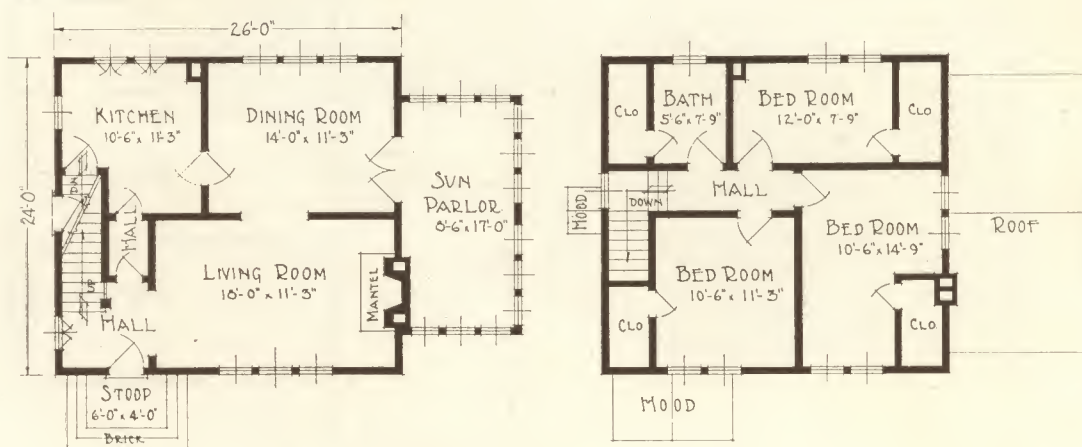 26'-0"
24'-0"
KITCHEN
10'-6" x 11'-3"
DINING ROOM
14'-0" x 11'-3"
SUN
PARLOR
8'-6" x 17'-0"
DN
UP
HALL
LIVING ROOM
18'-0" x 11'-3"
MANTEL
HALL
STOOP
6'-0" x 4'-0"
BRICK
CLO
BATH
5'6" x 7'-9"
BED ROOM
12'-0" x 7'-9"
CLO
HALL
DOWN
HOOD
BED ROOM
10'-6" x 14'-9"
ROOF
BED ROOM
10'-6" x 11'-3"
CLO
CLO.
HOOD